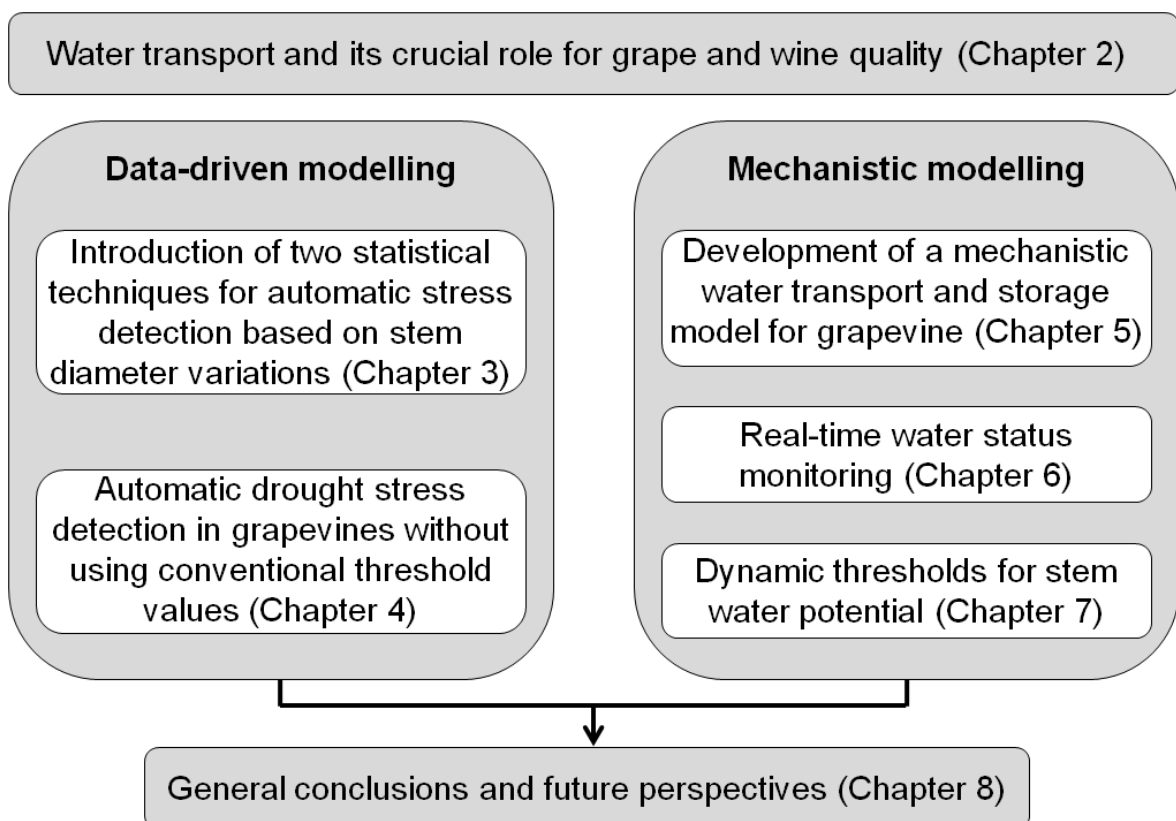 Water transport and its crucial role for grape and wine quality (Chapter 2)
Data-driven modelling
Introduction of two statistical
techniques for automatic stress
detection based on stem
diameter variations (Chapter 3)
Automatic drought stress
detection in grapevines without
using conventional threshold
values (Chapter 4)
Mechanistic modelling
Development of a mechanistic
water transport and storage
model for grapevine (Chapter 5)
Real-time water status
monitoring (Chapter 6)
Dynamic thresholds for stem
water potential (Chapter 7)
General conclusions and future perspectives (Chapter 8)